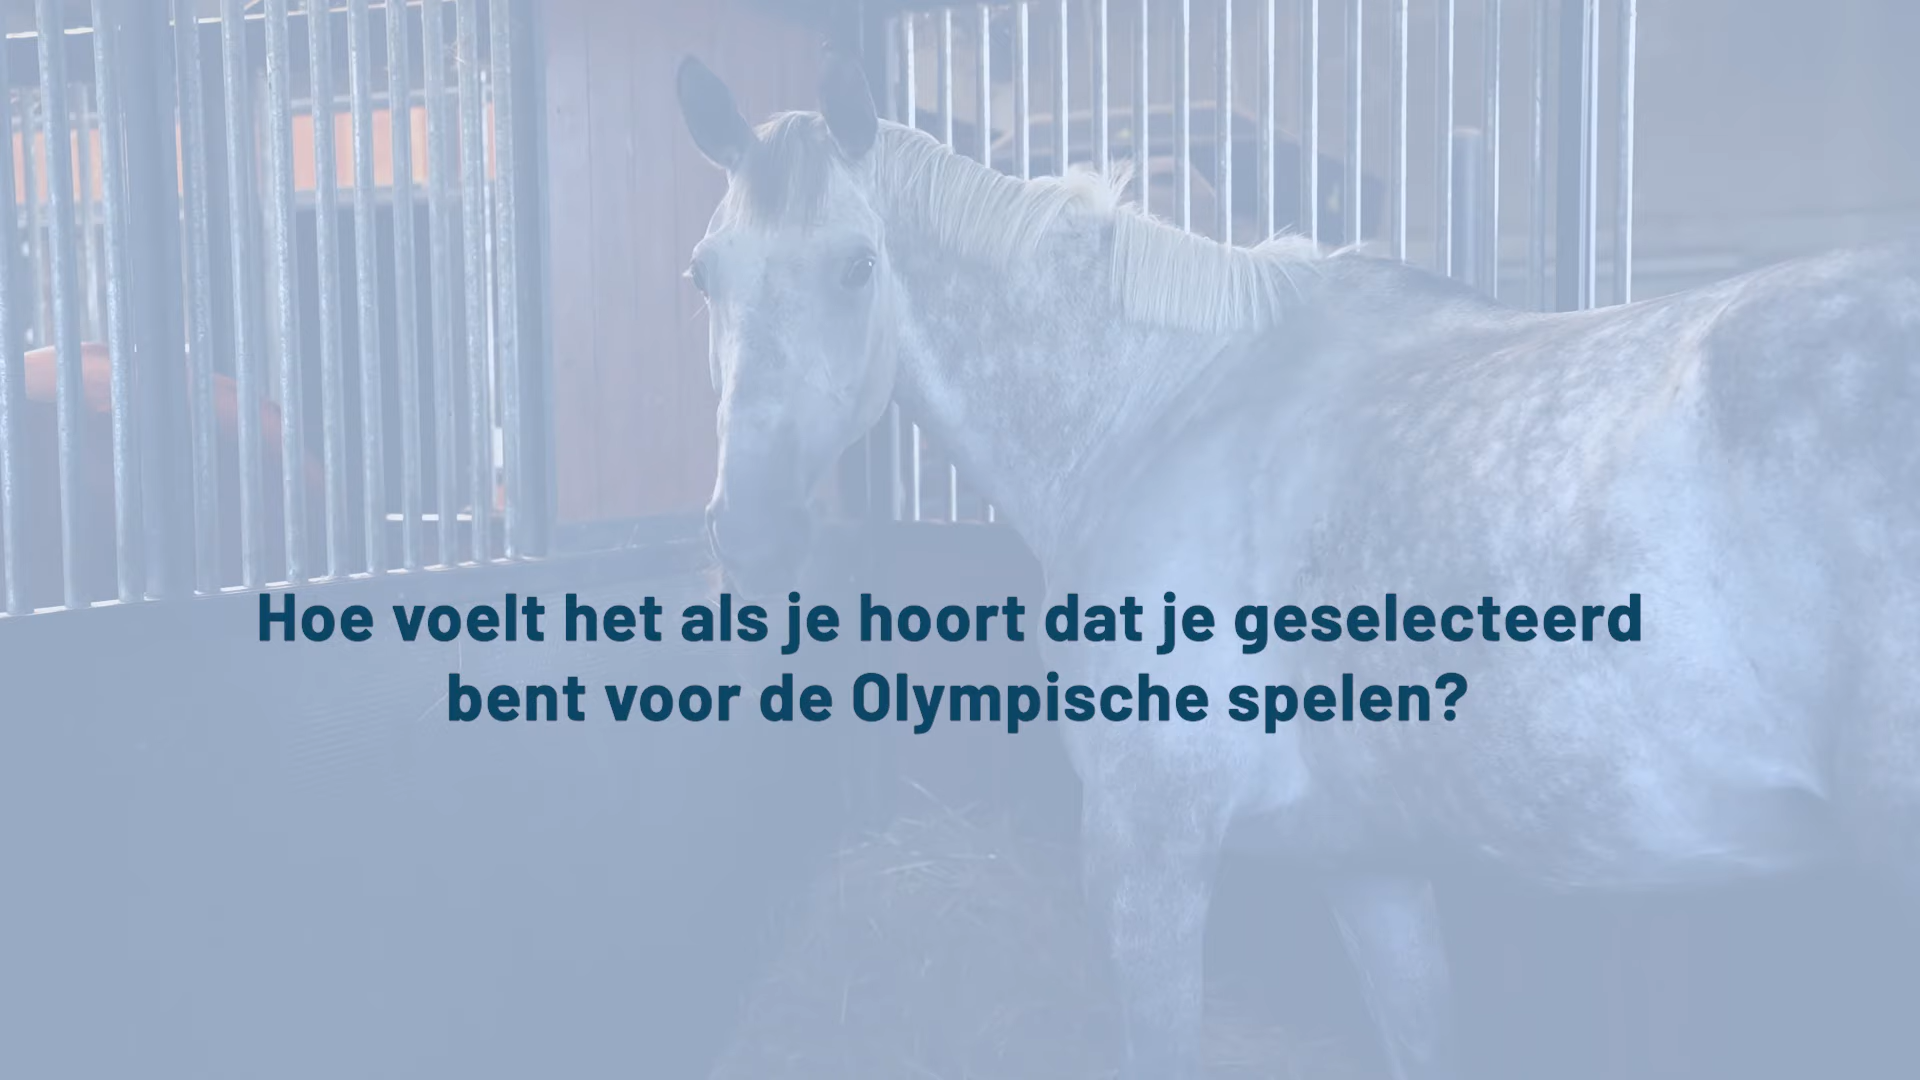 Hoe voelt het als je hoort dat je geselecteerd
bent voor de Olympische spelen?